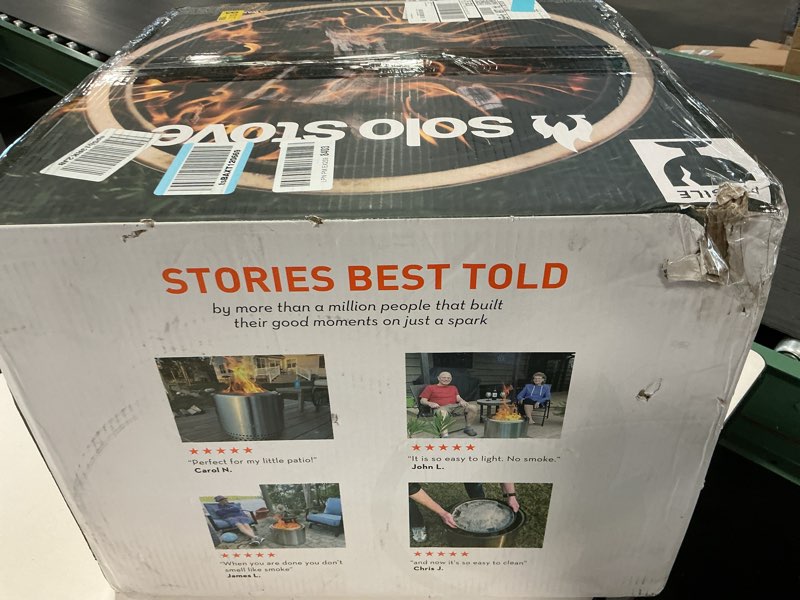 solo stove
lsBAXT120869
STORIES BEST TOLD
by more than a million people that built
their good moments on just a spark
"Perfect for my little patio!"
Carol N.
"It is so easy to light. No smoke."
John L.
"When you are done you don't
smell like smoke"
James L.
"and now it's so easy to clean"
Chris J.